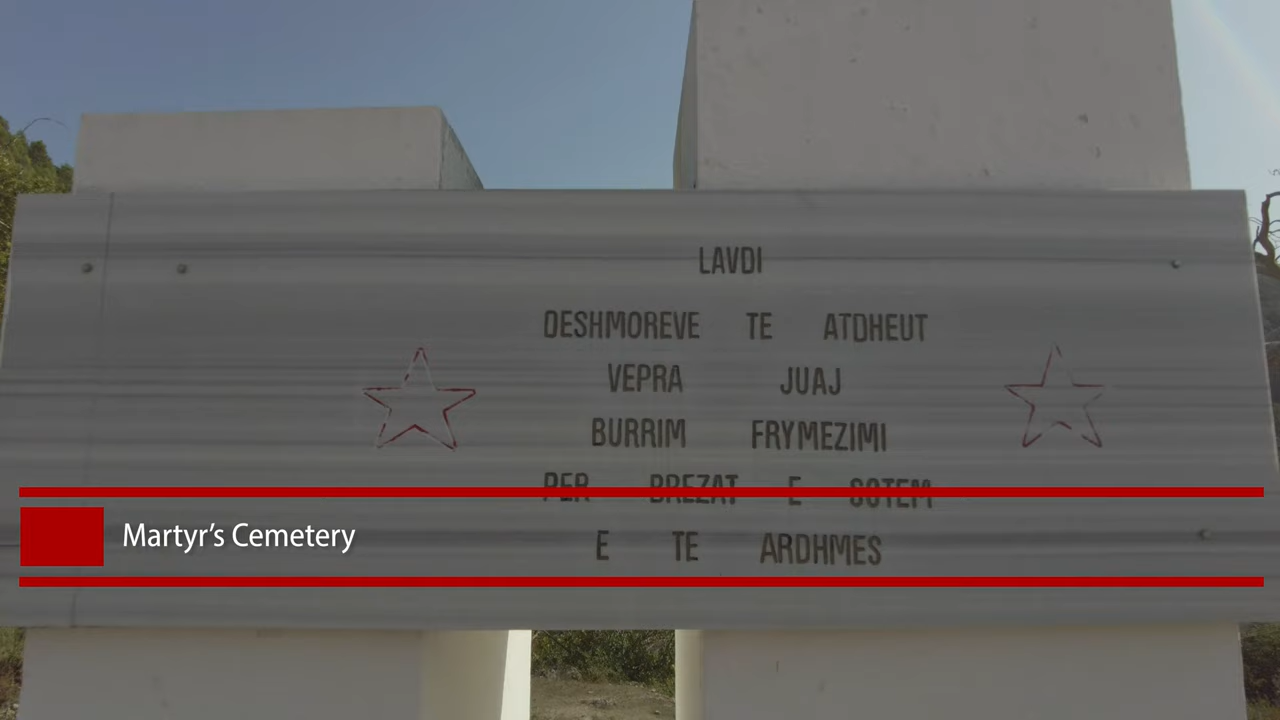 LAVDI
DESHMOREVE TE ATDHEUT
VEPRA JUAJ
BURRIM FRYMEZIMI
PER BREZAT E SOTEM
Martyr's Cemetery
E TE ARDHMES